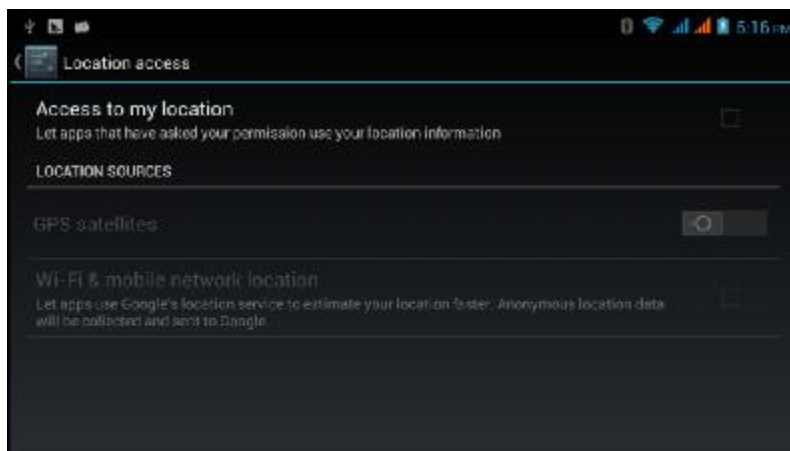 5:16 PM
Location access
Access to my location
Let apps that have asked your permission use your location information
LOCATION SOURCES
GPS satellites
Wi-Fi & mobile network location
Let apps use Google's location service to estimate your location faster. Anonymous location data
will be collected and sent to Google